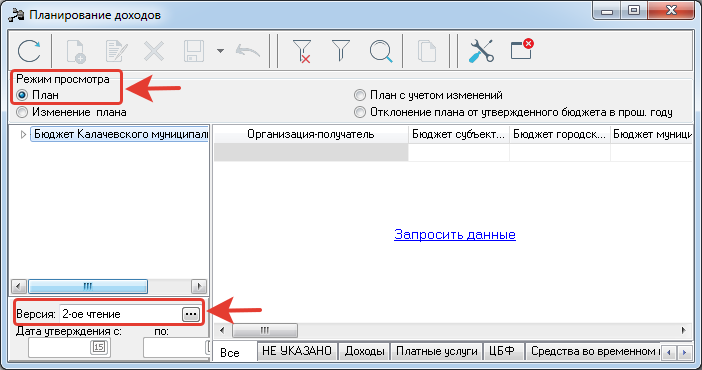 Планирование доходов
Режим просмотра
План
План с учетом изменений
Изменение плана
Отклонение плана от утвержденного бюджета в прош. году
Бюджет Калачевского муниципал
Организация-получатель
Бюджет субъект...
Бюджет городск...
Бюджет муници
Запросить данные
Версия: 2-ое чтение ...
Дата утверждения с: по:
15
Все
НЕ УКАЗАНО
Доходы
Платные услуги
ЦБФ
Средства во временном